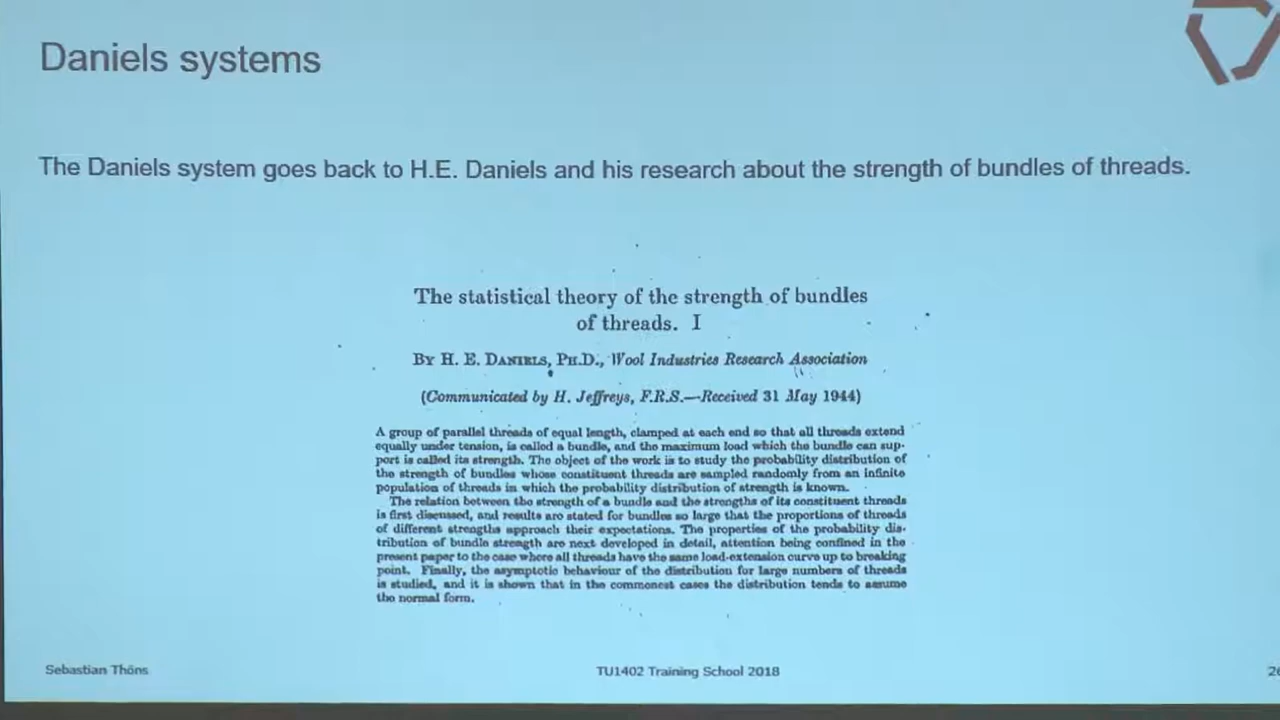 Daniels systems
The Daniels system goes back to H.E. Daniels and his research about the strength of bundles of threads.
The statistical theory of the strength of bundles
of threads. I
By H. E. Daniels, Ph.D., Wool Industries Research Association
(Communicated by H. Jeffreys, F.R.S.—Received 31 May 1944)
A group of parallel threads of equal length, clamped at each end so that all threads extend
equally under tension, is called a bundle, and the maximum load which the bundle can sup-
port is called its strength. The object of the work is to study the probability distribution of
the strength of bundles whose constituent threads are sampled randomly from an infinite
population of threads in which the probability distribution of strength is known.
The relation between the strength of a bundle and the strengths of its constituent threads
is first discussed, and results are stated for bundles so large that the proportions of threads
of different strengths approach their expectations. The properties of the probability dis-
tribution of bundle strength are next developed in detail, attention being confined in the
present paper to the case where all threads have the same load-extension curve up to breaking
point. Finally, the asymptotic behaviour of the distribution for large numbers of threads
is studied, and it is shown that in the commonest cases the distribution tends to assume
the normal form.
Sebastian Thöns
TU1402 Training School 2018